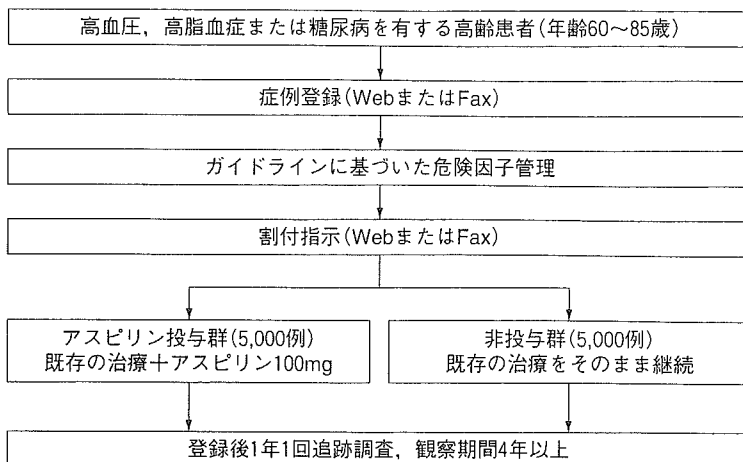 高血圧，高脂血症または糖尿病を有する高齢患者(年齢60〜85歳)
症例登録(WebまたはFax)
ガイドラインに基づいた危険因子管理
割付指示(WebまたはFax)
アスピリン投与群(5,000例)
既存の治療＋アスピリン100mg
非投与群(5,000例)
既存の治療をそのまま継続
登録後1年1回追跡調査，観察期間4年以上